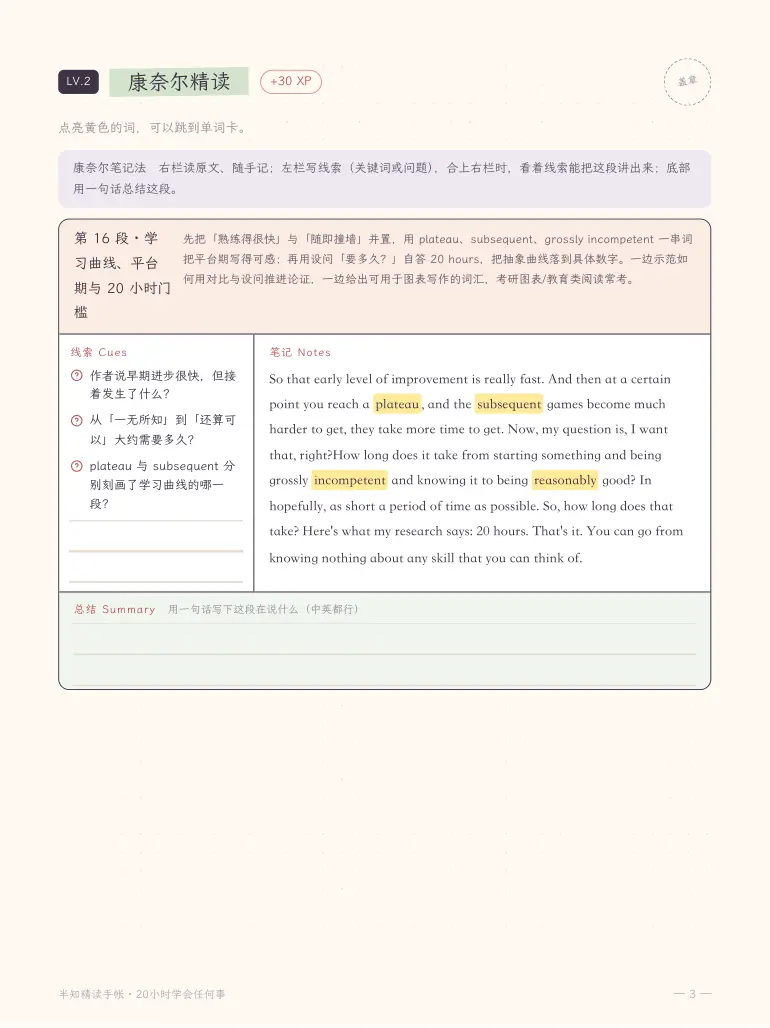 LV.2 康奈尔精读 +30 XP 盖章
点亮黄色的词，可以跳到单词卡。
康奈尔笔记法 右栏读原文、随手记；左栏写线索（关键词或问题），合上右栏时，看着线索能把这段讲出来；底部
用一句话总结这段。
第 16 段·学
习曲线、平台
期与 20 小时门
槛
先把「熟练得很快」与「随即撞墙」并置，用 plateau、subsequent、grossly incompetent 一串词
把平台期写得可感；再用设问「要多久？」自答 20 hours，把抽象曲线落到具体数字。一边示范如
何用对比与设问推进论证，一边给出可用于图表写作的词汇，考研图表/教育类阅读常考。
线索 Cues
作者说早期进步很快，但接
着发生了什么？
从「一无所知」到「还算可
以」大约需要多久？
plateau 与 subsequent 分
别刻画了学习曲线的哪一
段？
笔记 Notes
So that early level of improvement is really fast. And then at a certain
point you reach a plateau, and the subsequent games become much
harder to get, they take more time to get. Now, my question is, I want
that, right?How long does it take from starting something and being
grossly incompetent and knowing it to being reasonably good? In
hopefully, as short a period of time as possible. So, how long does that
take? Here's what my research says: 20 hours. That's it. You can go from
knowing nothing about any skill that you can think of.
总结 Summary 用一句话写下这段在说什么（中英都行）
半知精读手帐·20小时学会任何事 — 3 —